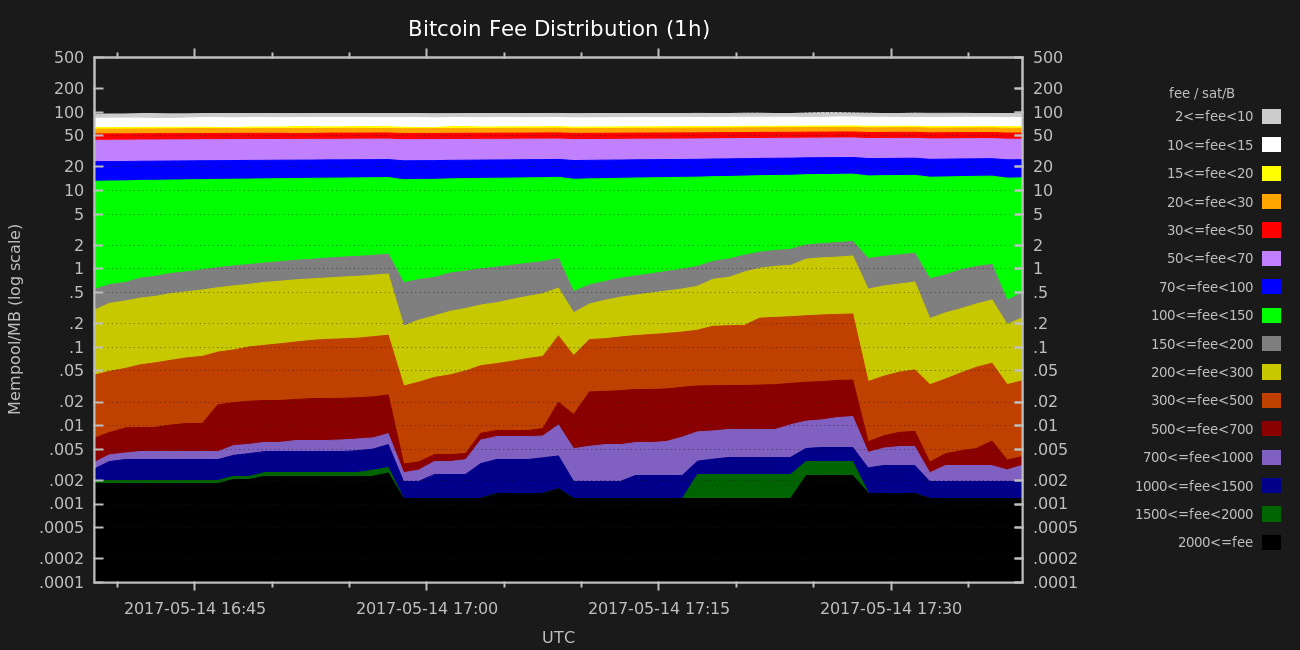 Bitcoin Fee Distribution (1h)
Mempool/MB (log scale)
500
200
100
50
20
10
5
2
1
.5
.2
.1
.05
.02
.01
.005
.002
.001
.0005
.0002
.0001
500
200
100
50
20
10
5
2
1
.5
.2
.1
.05
.02
.01
.005
.002
.001
.0005
.0002
.0001
2017-05-14 16:45
2017-05-14 17:00
2017-05-14 17:15
2017-05-14 17:30
UTC
fee / sat/B
2<=fee<10
10<=fee<15
15<=fee<20
20<=fee<30
30<=fee<50
50<=fee<70
70<=fee<100
100<=fee<150
150<=fee<200
200<=fee<300
300<=fee<500
500<=fee<700
700<=fee<1000
1000<=fee<1500
1500<=fee<2000
2000<=fee